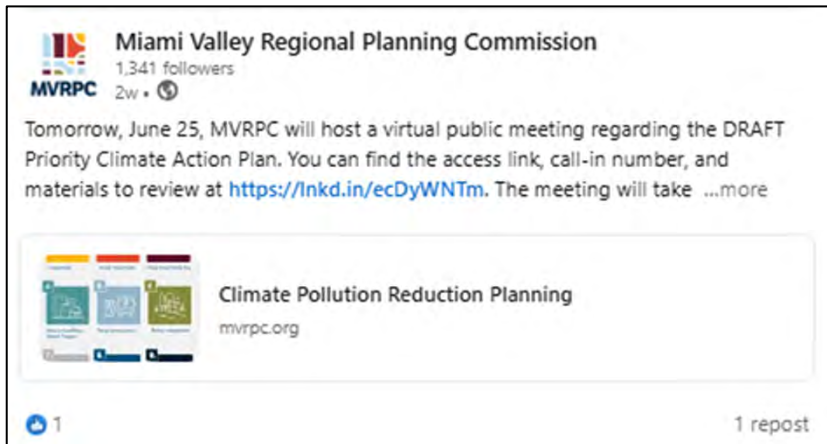 Miami Valley Regional Planning Commission
1,341 followers
MVRPC
2w •
Tomorrow, June 25, MVRPC will host a virtual public meeting regarding the DRAFT
Priority Climate Action Plan. You can find the access link, call-in number, and
materials to review at https://lnkd.in/ecDyWNTm. The meeting will take ...more
Climate Pollution Reduction Planning
mvrpc.org
1
1 repost